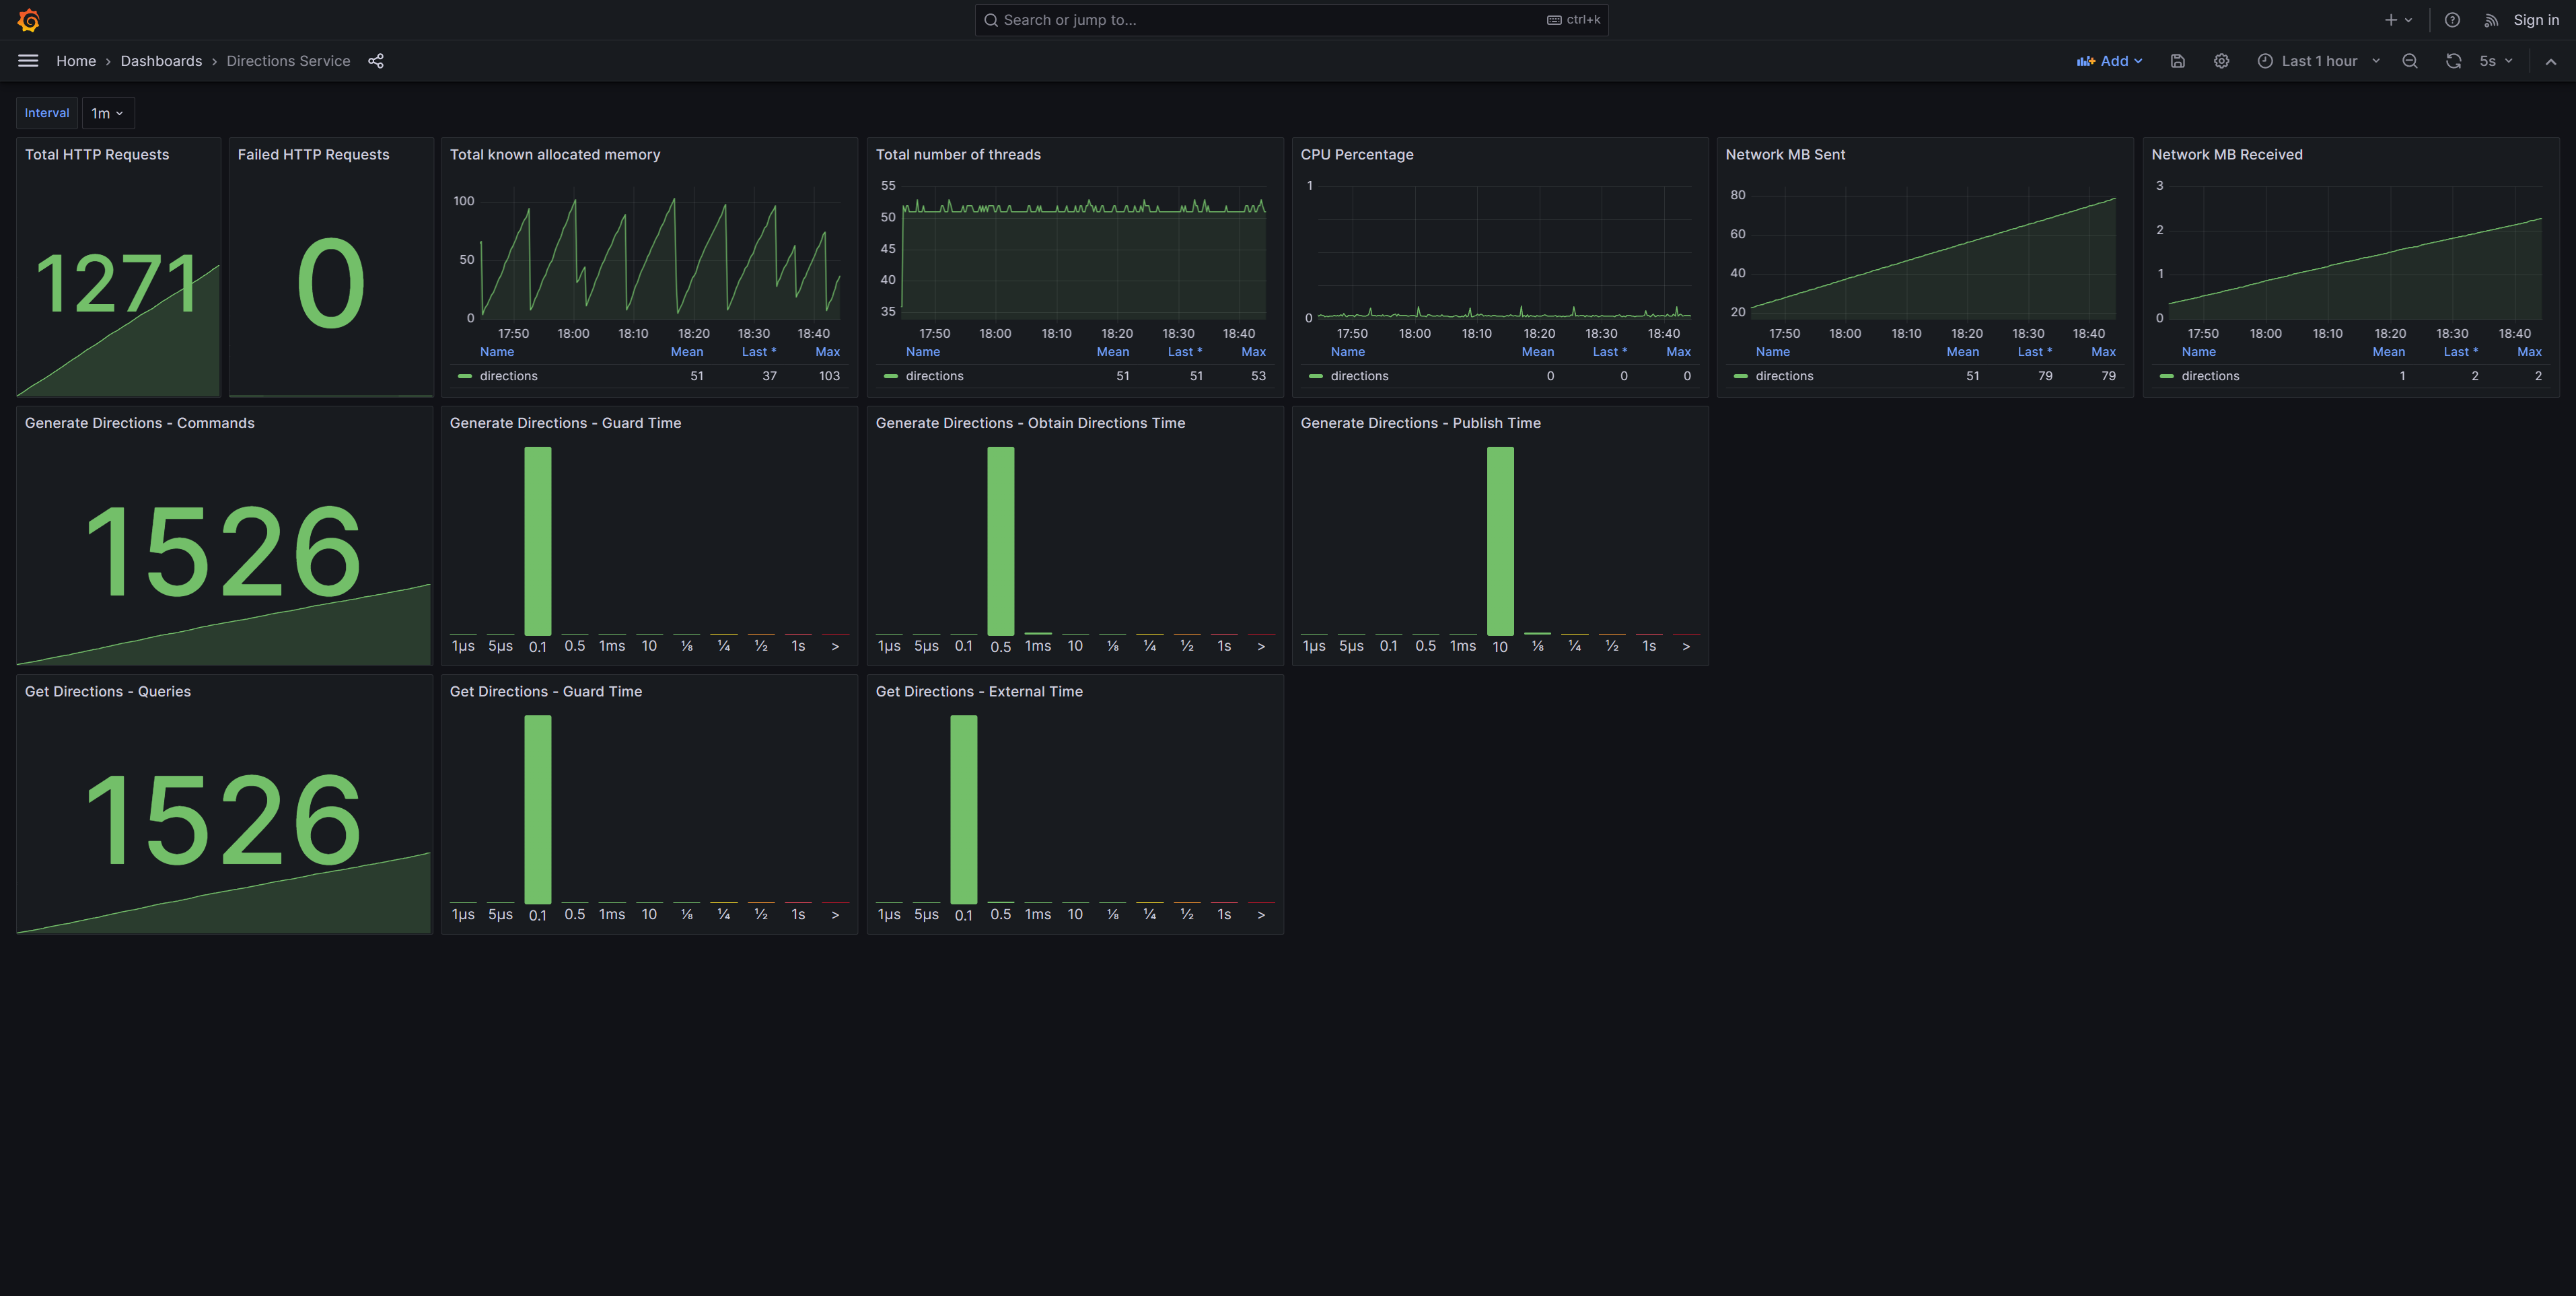 Search or jump to... ctrl+k Sign in
Home › Dashboards › Directions Service Add Last 1 hour 5s
Interval 1m
Total HTTP Requests
1271
Failed HTTP Requests
0
Total known allocated memory
100
50
0
17:50 18:00 18:10 18:20 18:30 18:40
Name Mean Last * Max
directions 51 37 103
Total number of threads
55
50
45
40
35
17:50 18:00 18:10 18:20 18:30 18:40
Name Mean Last * Max
directions 51 51 53
CPU Percentage
1
0
17:50 18:00 18:10 18:20 18:30 18:40
Name Mean Last * Max
directions 0 0 0
Network MB Sent
80
60
40
20
17:50 18:00 18:10 18:20 18:30 18:40
Name Mean Last * Max
directions 51 79 79
Network MB Received
3
2
1
0
17:50 18:00 18:10 18:20 18:30 18:40
Name Mean Last * Max
directions 1 2 2
Generate Directions - Commands
1526
Generate Directions - Guard Time
1µs 5µs 0.1 0.5 1ms 10 ⅛ ¼ ½ 1s >
Generate Directions - Obtain Directions Time
1µs 5µs 0.1 0.5 1ms 10 ⅛ ¼ ½ 1s >
Generate Directions - Publish Time
1µs 5µs 0.1 0.5 1ms 10 ⅛ ¼ ½ 1s >
Get Directions - Queries
1526
Get Directions - Guard Time
1µs 5µs 0.1 0.5 1ms 10 ⅛ ¼ ½ 1s >
Get Directions - External Time
1µs 5µs 0.1 0.5 1ms 10 ⅛ ¼ ½ 1s >